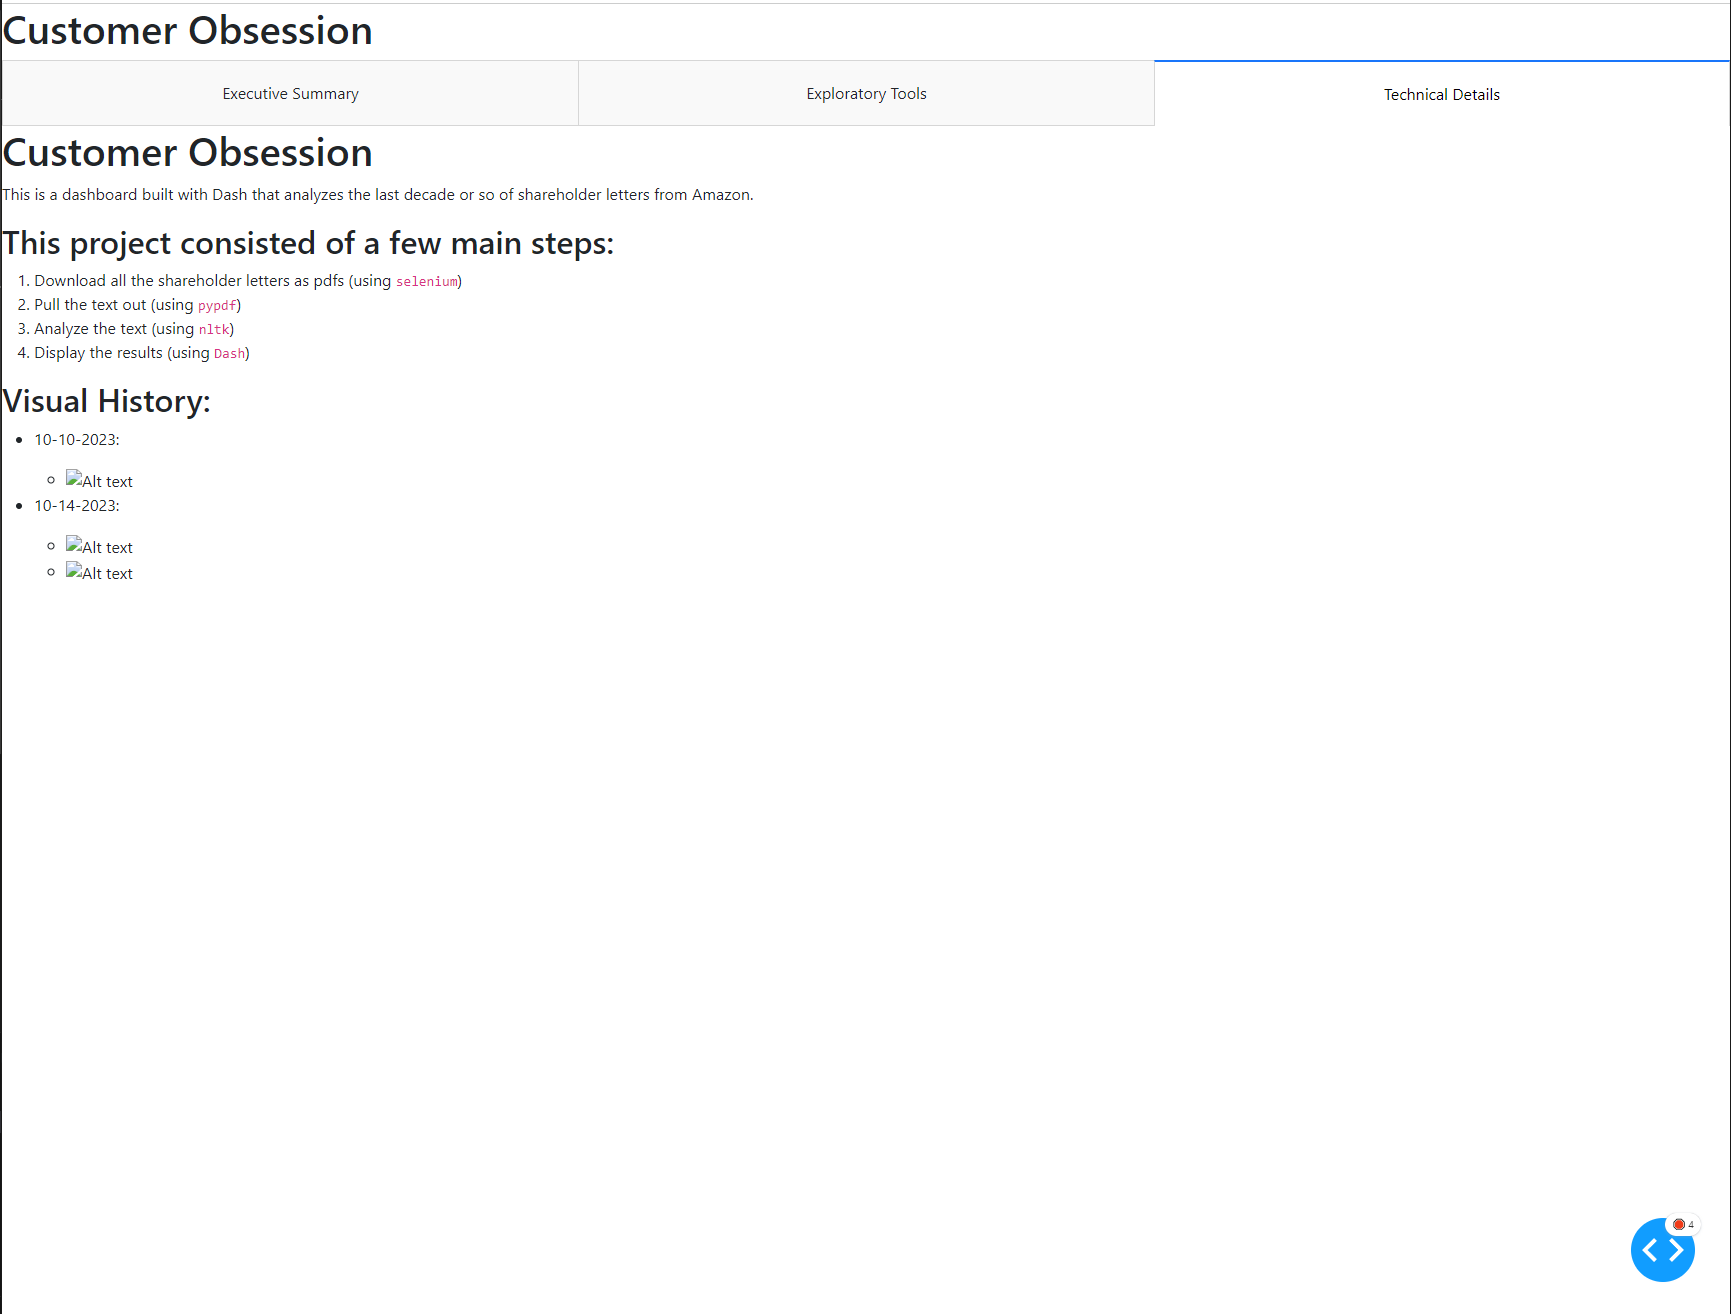 Customer Obsession
Executive Summary
Exploratory Tools
Technical Details
Customer Obsession
This is a dashboard built with Dash that analyzes the last decade or so of shareholder letters from Amazon.
This project consisted of a few main steps:
1. Download all the shareholder letters as pdfs (using selenium)
2. Pull the text out (using pypdf)
3. Analyze the text (using nltk)
4. Display the results (using Dash)
Visual History:
10-10-2023:
Alt text
10-14-2023:
Alt text
Alt text
4